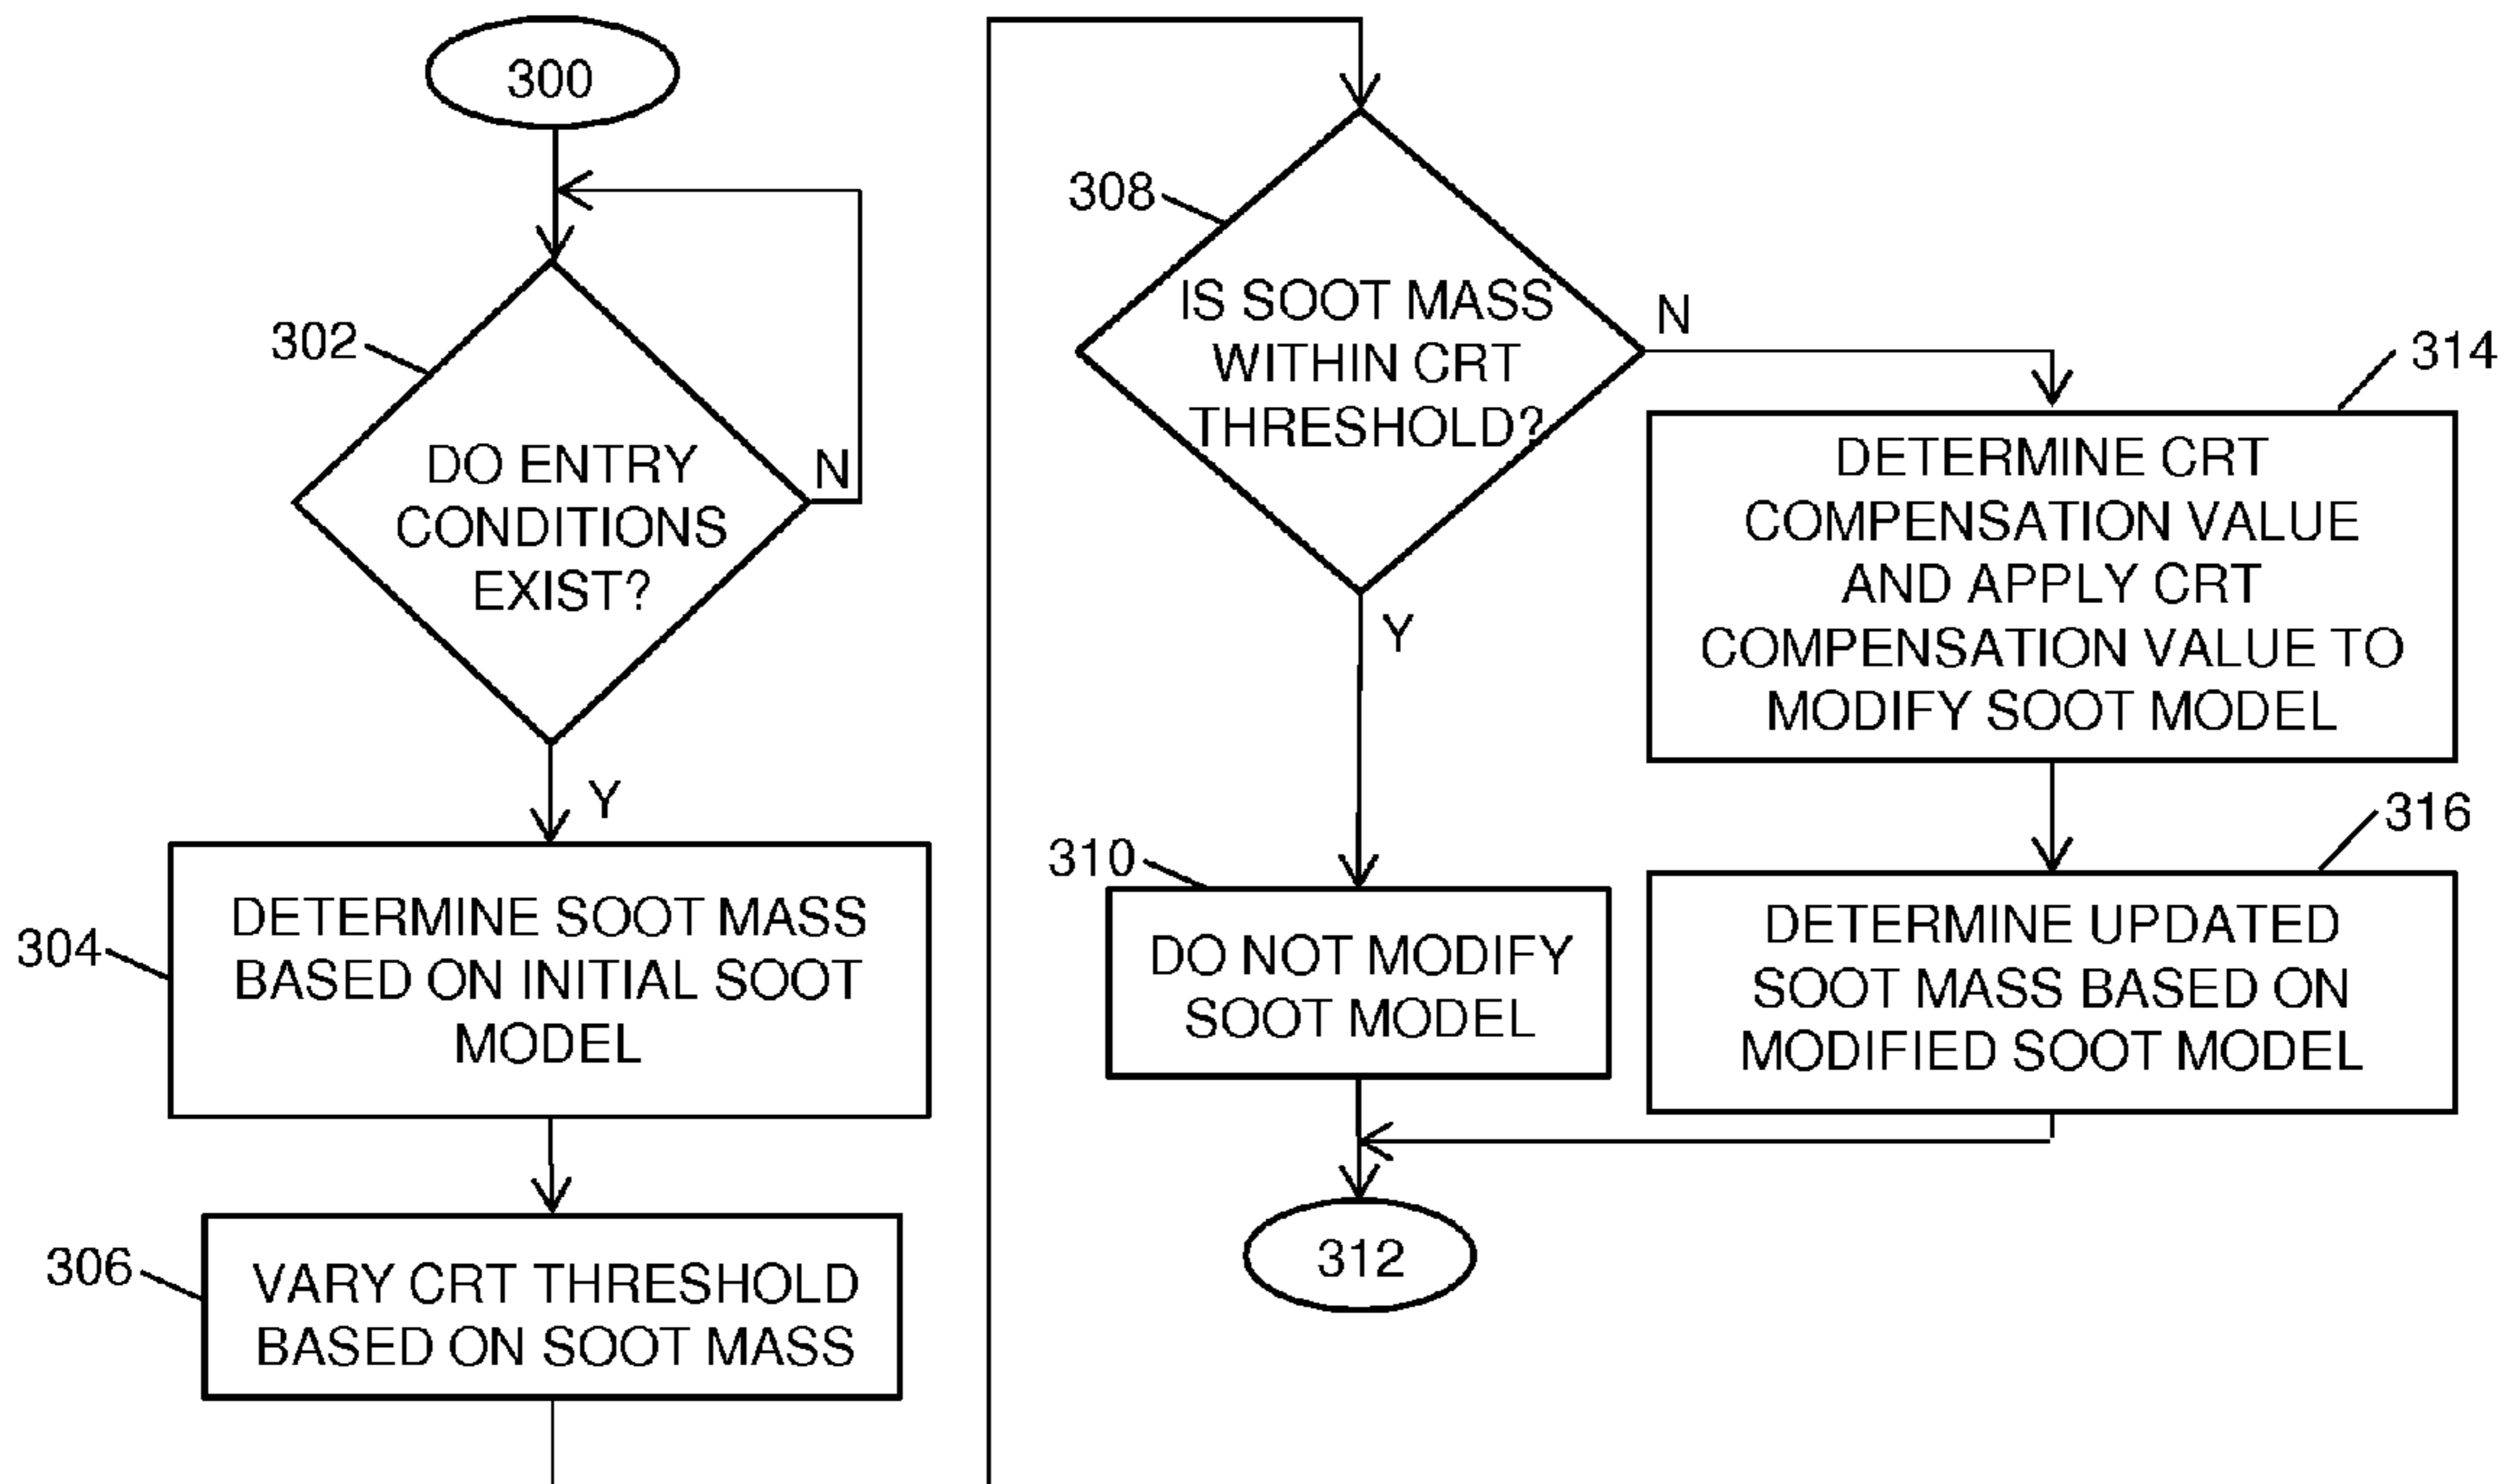 300
302
DO ENTRY
CONDITIONS
EXIST?
N
Y
304
DETERMINE SOOT MASS
BASED ON INITIAL SOOT
MODEL
306
VARY CRT THRESHOLD
BASED ON SOOT MASS
308
IS SOOT MASS
WITHIN CRT
THRESHOLD?
N
Y
310
DO NOT MODIFY
SOOT MODEL
312
314
DETERMINE CRT
COMPENSATION VALUE
AND APPLY CRT
COMPENSATION VALUE TO
MODIFY SOOT MODEL
316
DETERMINE UPDATED
SOOT MASS BASED ON
MODIFIED SOOT MODEL